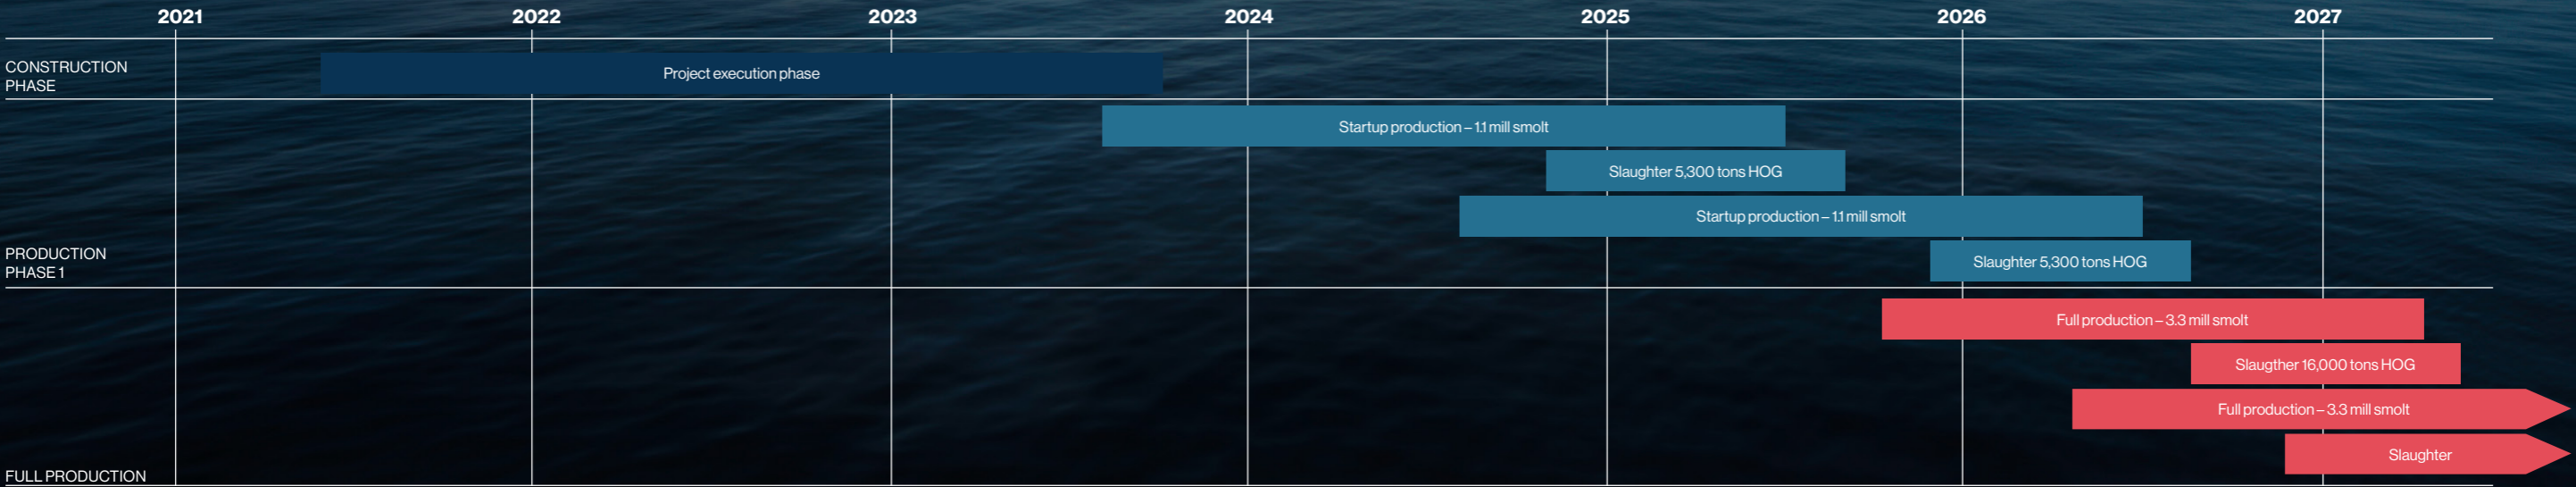 2021 2022 2023 2024 2025 2026 2027
CONSTRUCTION
PHASE
Project execution phase
Startup production – 1.1 mill smolt
Slaughter 5,300 tons HOG
Startup production – 1.1 mill smolt
PRODUCTION
PHASE 1
Slaughter 5,300 tons HOG
Full production – 3.3 mill smolt
Slaugther 16,000 tons HOG
Full production – 3.3 mill smolt
Slaughter
FULL PRODUCTION